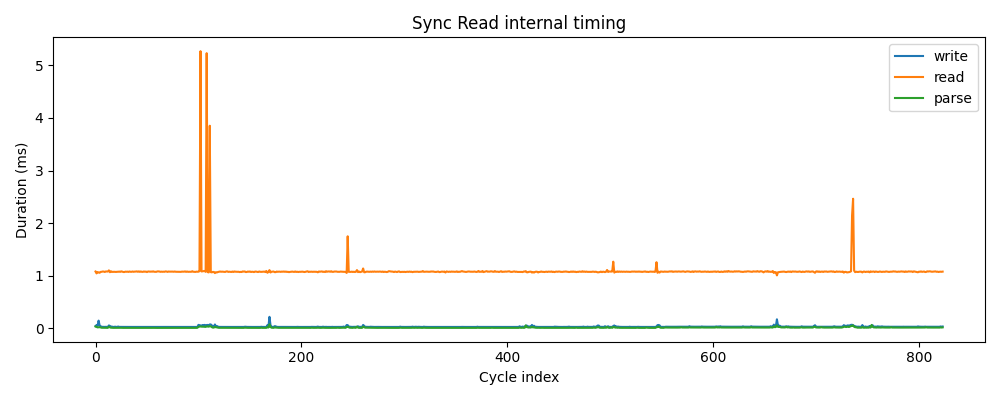 Sync Read internal timing
Duration (ms)
5
4
3
2
1
0
write
read
parse
0 200 400 600 800
Cycle index